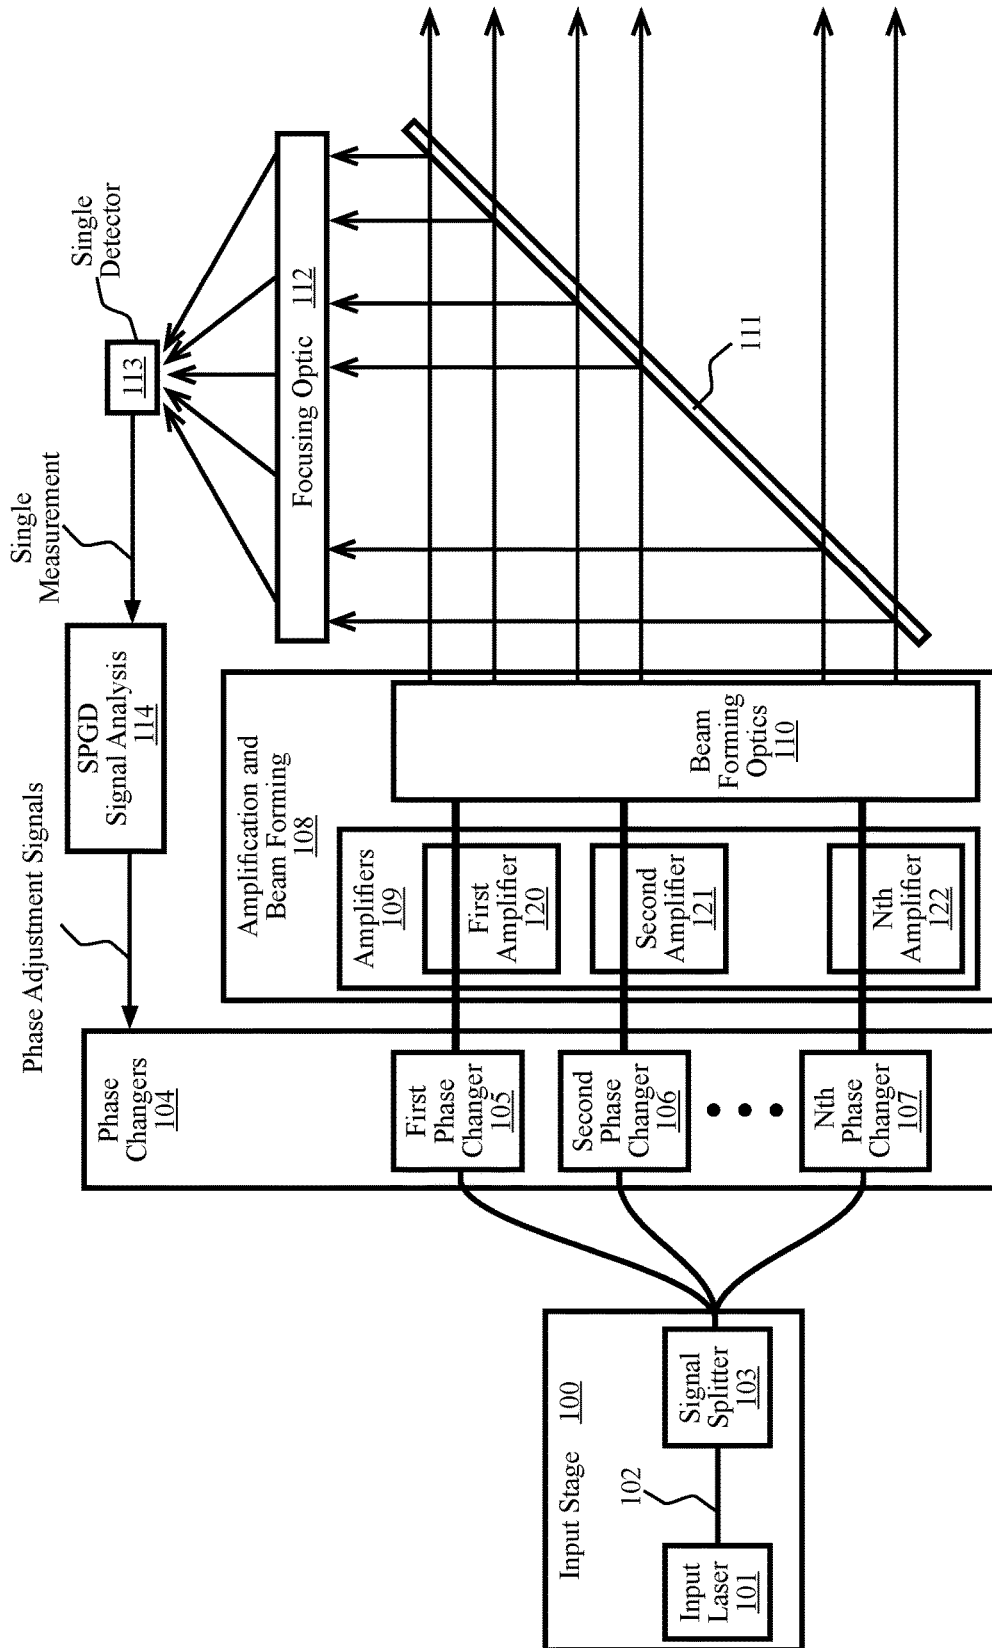 Input Stage 100
Input
Laser
101
102
Signal
Splitter
103
Phase
Changers
104
First
Phase
Changer
105
Second
Phase
Changer
106
Nth
Phase
Changer
107
Phase Adjustment Signals
Amplification and
Beam Forming
108
Amplifiers
109
First
Amplifier
120
Second
Amplifier
121
Nth
Amplifier
122
Beam
Forming
Optics
110
SPGD
Signal Analysis
114
Single
Measurement
113
Single
Detector
Focusing Optic 112
111